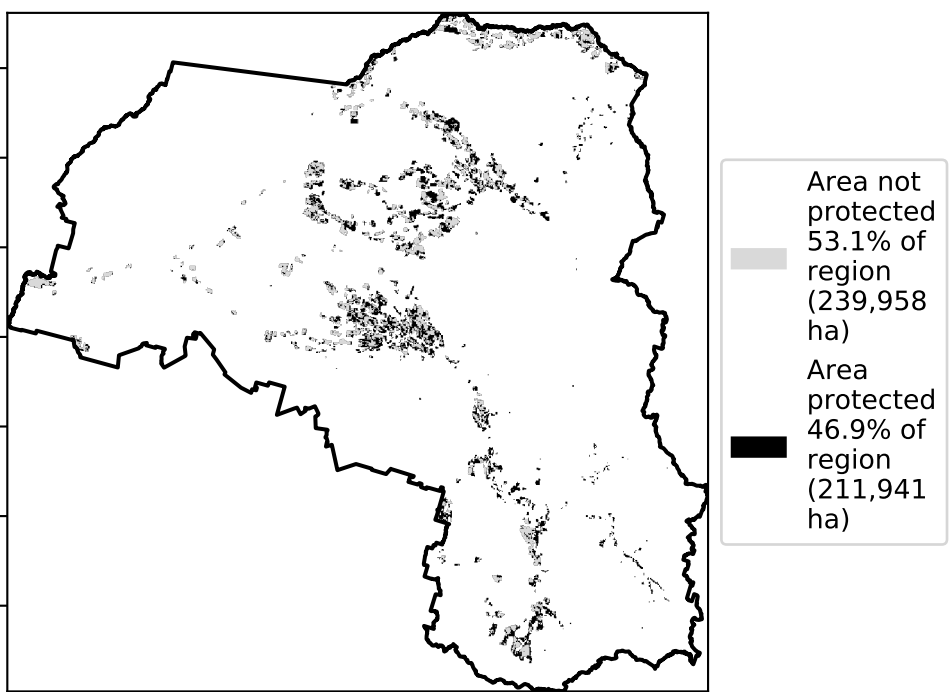 Area not
protected
53.1% of
region
(239,958
ha)
Area
protected
46.9% of
region
(211,941
ha)